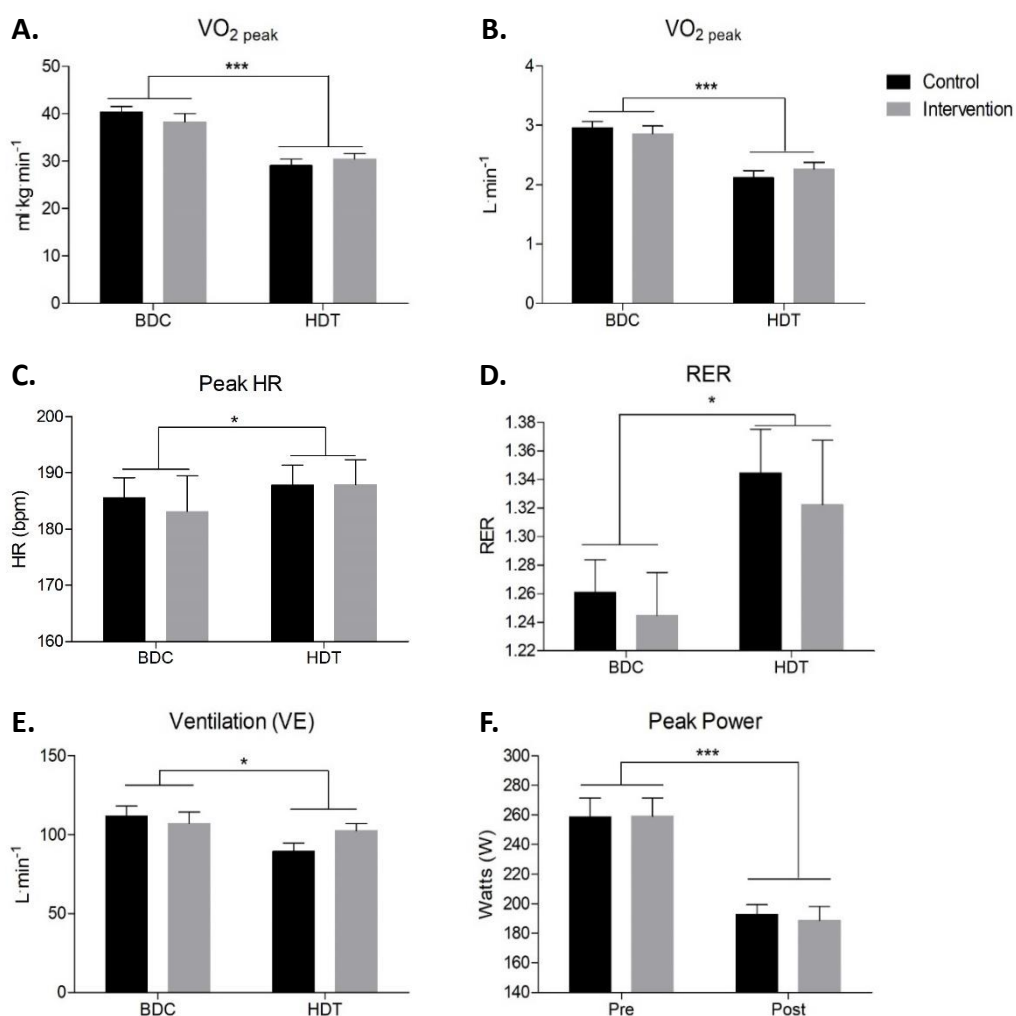 A.
VO2 peak
***
50
40
30
20
10
0
ml·kg·min-1
BDC
HDT
B.
VO2 peak
***
4
3
2
1
0
L·min-1
BDC
HDT
Control
Intervention
C.
Peak HR
*
200
190
180
170
160
HR (bpm)
BDC
HDT
D.
RER
*
1.38
1.36
1.34
1.32
1.30
1.28
1.26
1.24
1.22
RER
BDC
HDT
E.
Ventilation (VE)
*
150
100
50
0
L·min-1
BDC
HDT
F.
Peak Power
***
300
280
260
240
220
200
180
160
140
Watts (W)
Pre
Post